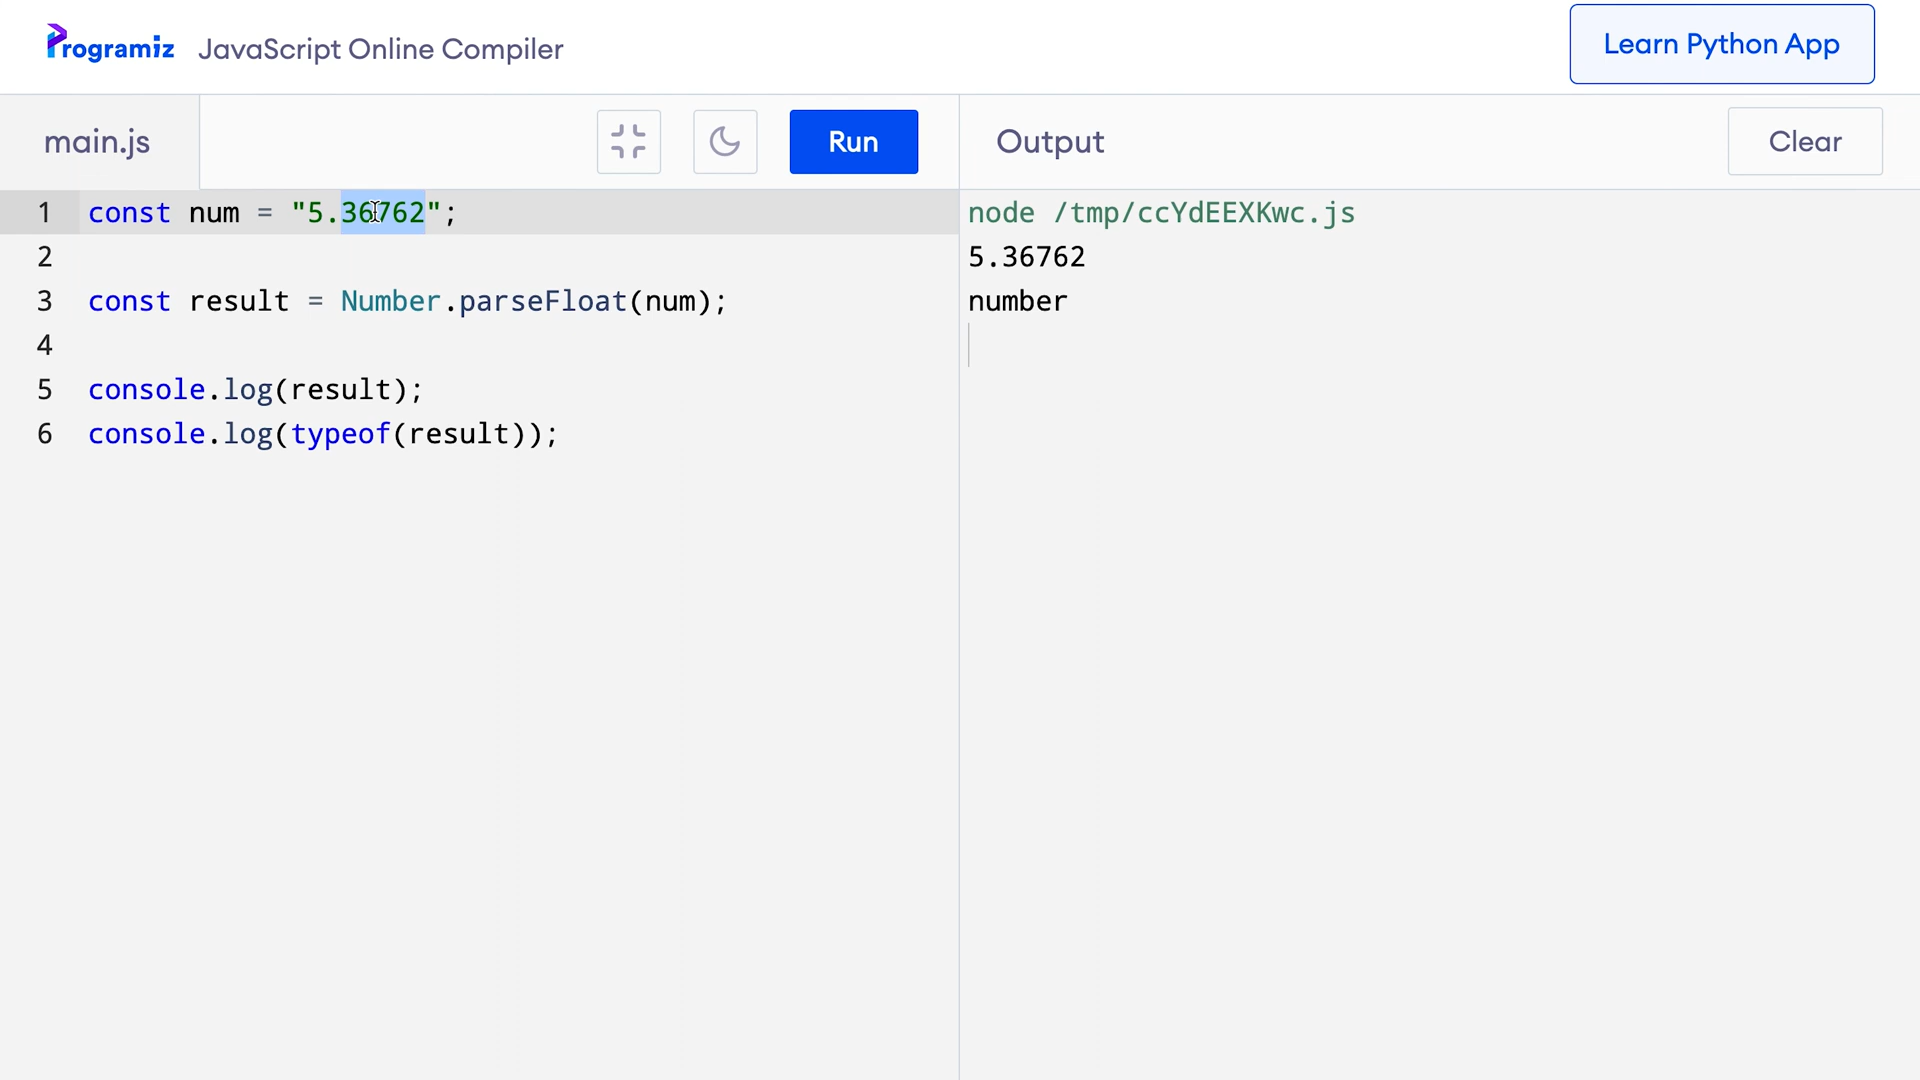 Programiz JavaScript Online Compiler
Learn Python App
main.js
Run
Output
Clear
1 const num = "5.36762";
2
3 const result = Number.parseFloat(num);
4
5 console.log(result);
6 console.log(typeof(result));
node /tmp/ccYdEEXKwc.js
5.36762
number